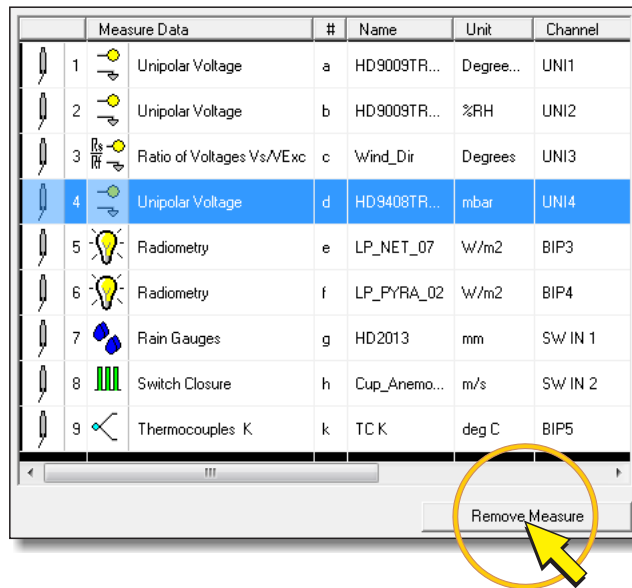 Measure Data # Name Unit Channel
1 Unipolar Voltage a HD9009TR... Degree... UNI1
2 Unipolar Voltage b HD9009TR... %RH UNI2
3 Rs Rf Ratio of Voltages Vs/VExc c Wind_Dir Degrees UNI3
4 Unipolar Voltage d HD9408TR... mbar UNI4
5 Radiometry e LP_NET_07 W/m2 BIP3
6 Radiometry f LP_PYRA_02 W/m2 BIP4
7 Rain Gauges g HD2013 mm SW IN 1
8 Switch Closure h Cup_Anemo... m/s SW IN 2
9 Thermocouples K k TC K deg C BIP5
Remove Measure